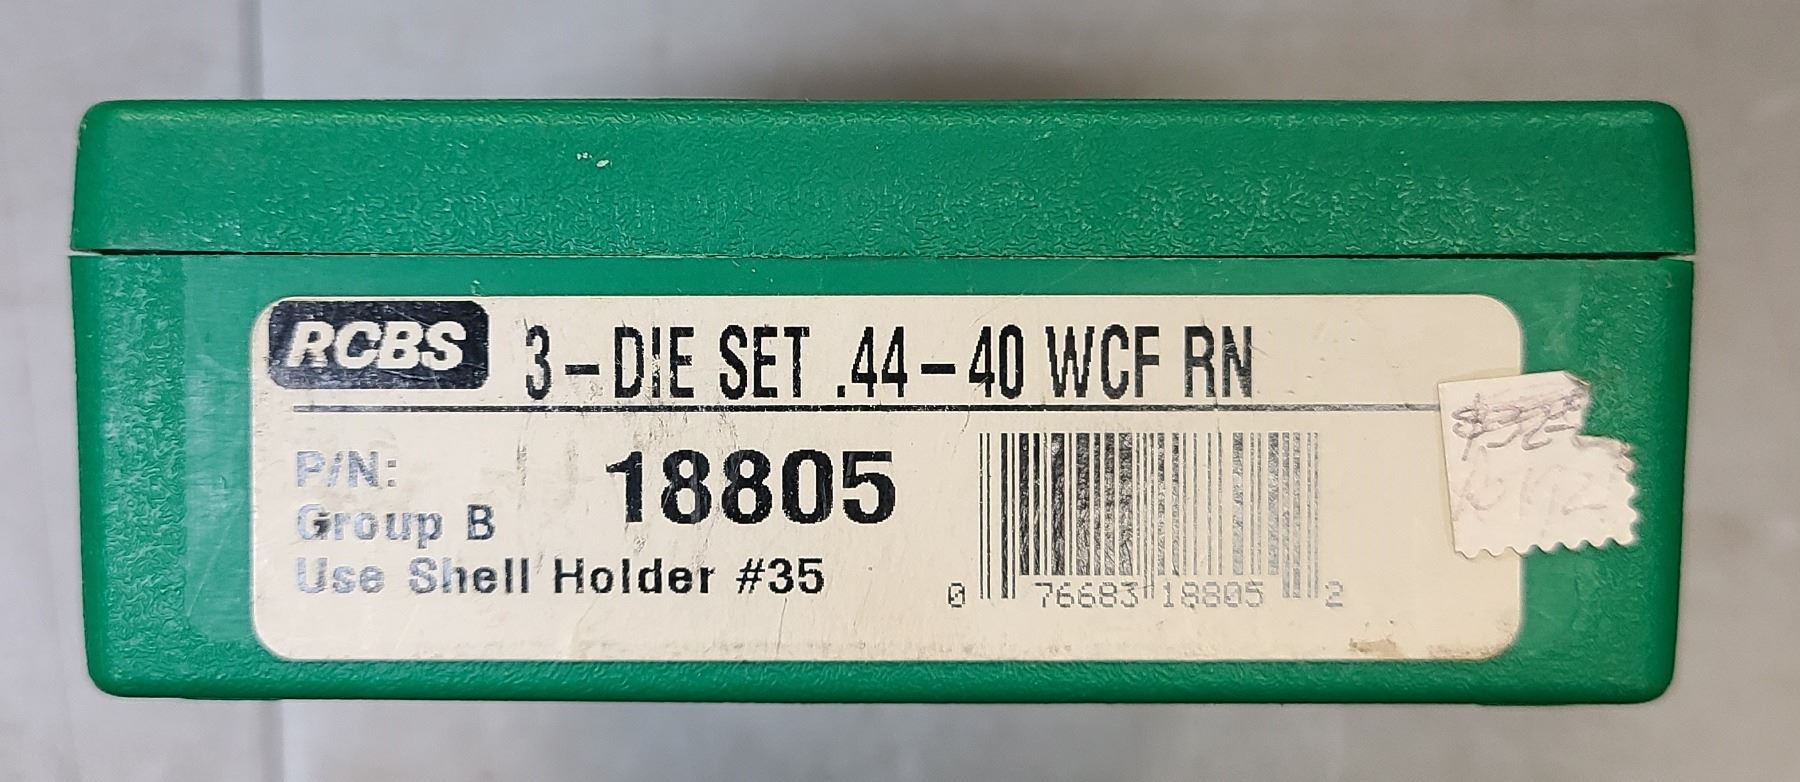 RCBS 3-DIE SET .44-40 WCF RN
P/N: 18805
Group B
Use Shell Holder #35
0 76683 18805 2